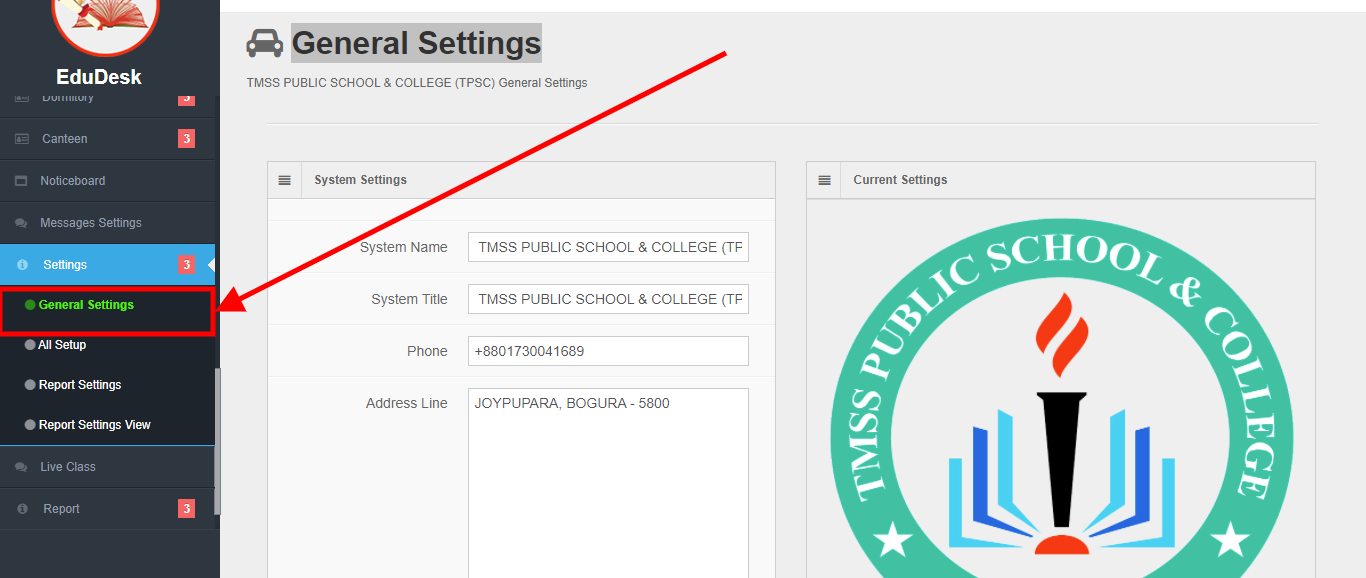 EduDesk
Dormitory 3
Canteen 3
Noticeboard
Messages Settings
Settings 3
General Settings
All Setup
Report Settings
Report Settings View
Live Class
Report 3
General Settings
TMSS PUBLIC SCHOOL & COLLEGE (TPSC) General Settings
System Settings
System Name TMSS PUBLIC SCHOOL & COLLEGE (TF
System Title TMSS PUBLIC SCHOOL & COLLEGE (TF
Phone +8801730041689
Address Line JOYPUPARA, BOGURA - 5800
Current Settings
TMSS PUBLIC SCHOOL & COLLEGE